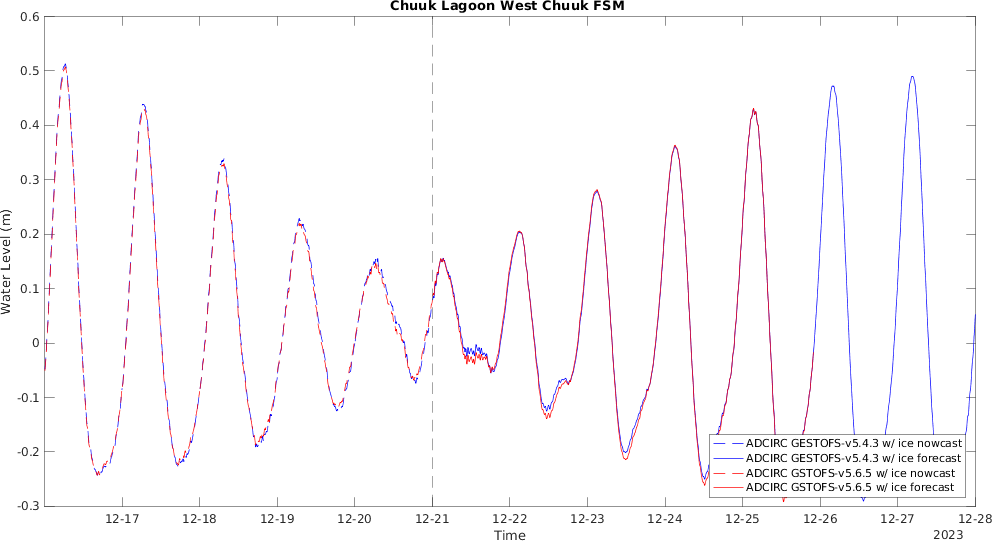 Chuuk Lagoon West Chuuk FSM
0.6
0.5
0.4
0.3
0.2
0.1
0
-0.1
-0.2
-0.3
Water Level (m)
ADCIRC GESTOFS-v5.4.3 w/ ice nowcast
ADCIRC GESTOFS-v5.4.3 w/ ice forecast
ADCIRC GSTOFS-v5.6.5 w/ ice nowcast
ADCIRC GSTOFS-v5.6.5 w/ ice forecast
12-17 12-18 12-19 12-20 12-21 12-22 12-23 12-24 12-25 12-26 12-27 12-28
Time
2023